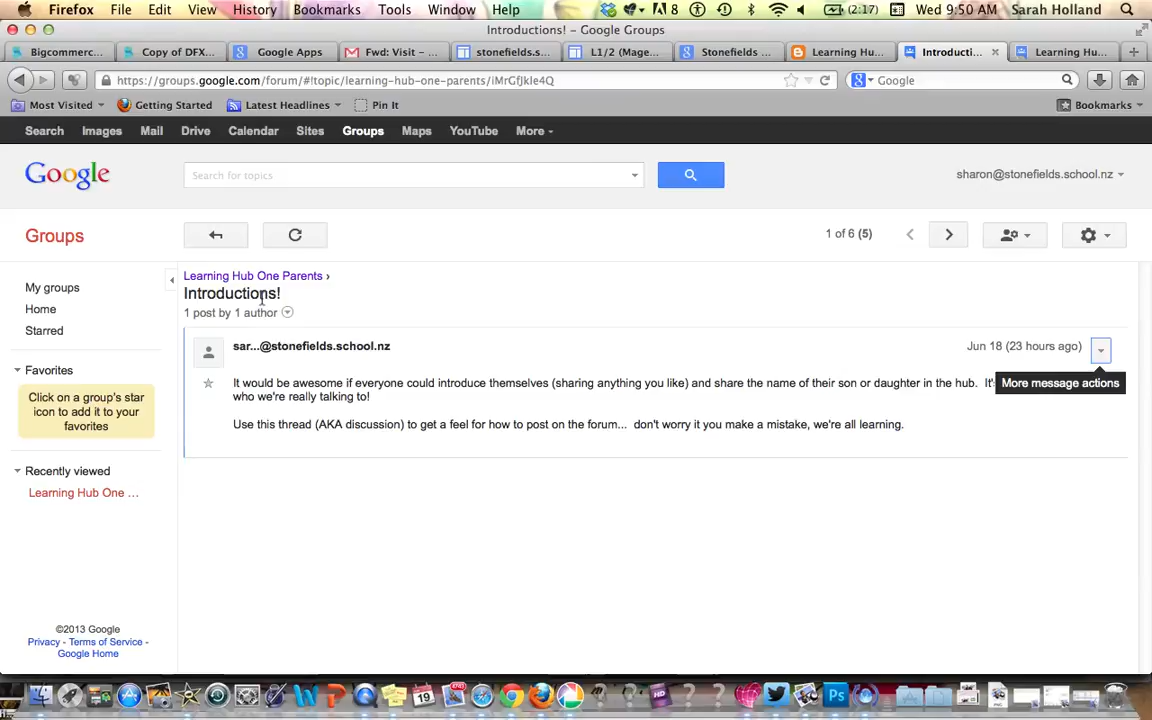 Firefox File Edit View History Bookmarks Tools Window Help 8 (2:17) Wed 9:50 AM Sarah Holland
Introductions! – Google Groups
Bigcommerc... Copy of DFX... Google Apps Fwd: Visit – ... stonefields.s... L1/2 (Mage... Stonefields ... Learning Hu... Introducti... Learning Hu...
https://groups.google.com/forum/#!topic/learning-hub-one-parents/iMrGfJkIe4Q Google
Most Visited Getting Started Latest Headlines Pin It Bookmarks
Search Images Mail Drive Calendar Sites Groups Maps YouTube More
Google Search for topics sharon@stonefields.school.nz
Groups 1 of 6 (5)
Learning Hub One Parents ›
My groups Introductions!
Home 1 post by 1 author
Starred
sar...@stonefields.school.nz Jun 18 (23 hours ago)
Favorites
Click on a group's star
icon to add it to your
favorites
It would be awesome if everyone could introduce themselves (sharing anything you like) and share the name of their son or daughter in the hub. It's
More message actions
who we're really talking to!
Use this thread (AKA discussion) to get a feel for how to post on the forum... don't worry it you make a mistake, we're all learning.
Recently viewed
Learning Hub One ...
©2013 Google
Privacy - Terms of Service -
Google Home